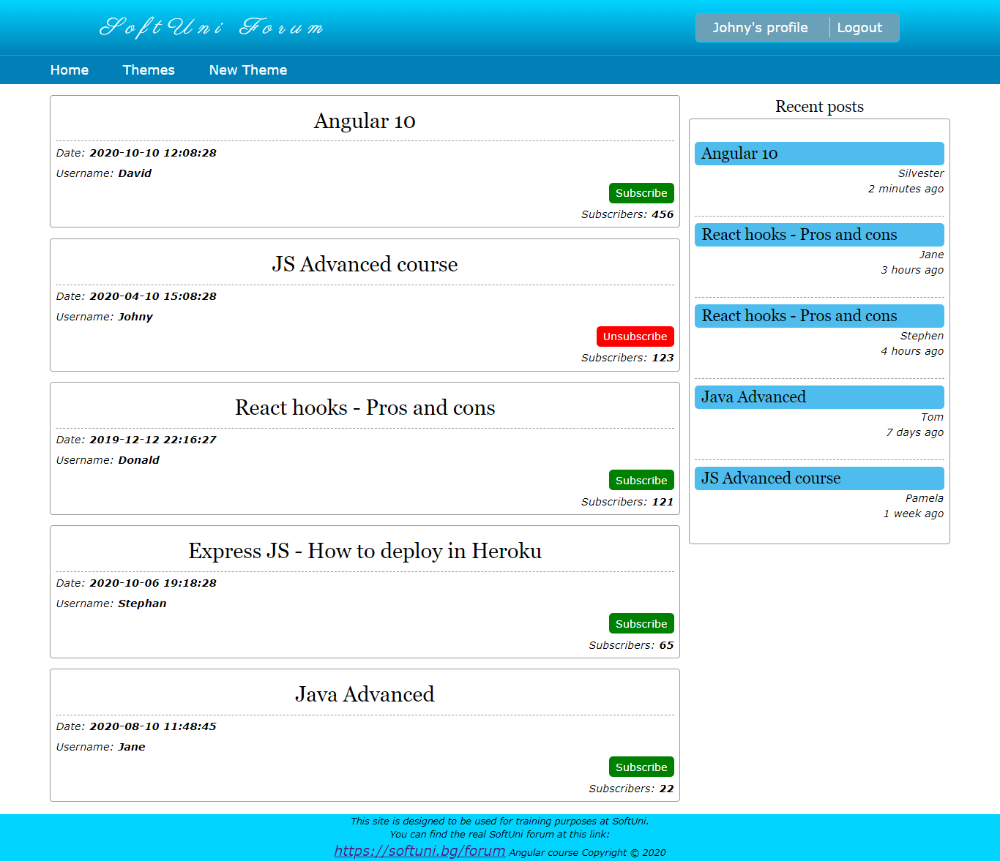 SoftUni Forum
Johny's profile
Logout
Home
Themes
New Theme
Angular 10
Date: 2020-10-10 12:08:28
Username: David
Subscribe
Subscribers: 456
JS Advanced course
Date: 2020-04-10 15:08:28
Username: Johny
Unsubscribe
Subscribers: 123
React hooks - Pros and cons
Date: 2019-12-12 22:16:27
Username: Donald
Subscribe
Subscribers: 121
Express JS - How to deploy in Heroku
Date: 2020-10-06 19:18:28
Username: Stephan
Subscribe
Subscribers: 65
Java Advanced
Date: 2020-08-10 11:48:45
Username: Jane
Subscribe
Subscribers: 22
Recent posts
Angular 10
Silvester
2 minutes ago
React hooks - Pros and cons
Jane
3 hours ago
React hooks - Pros and cons
Stephen
4 hours ago
Java Advanced
Tom
7 days ago
JS Advanced course
Pamela
1 week ago
This site is designed to be used for training purposes at SoftUni.
You can find the real SoftUni forum at this link:
https://softuni.bg/forum Angular course Copyright © 2020